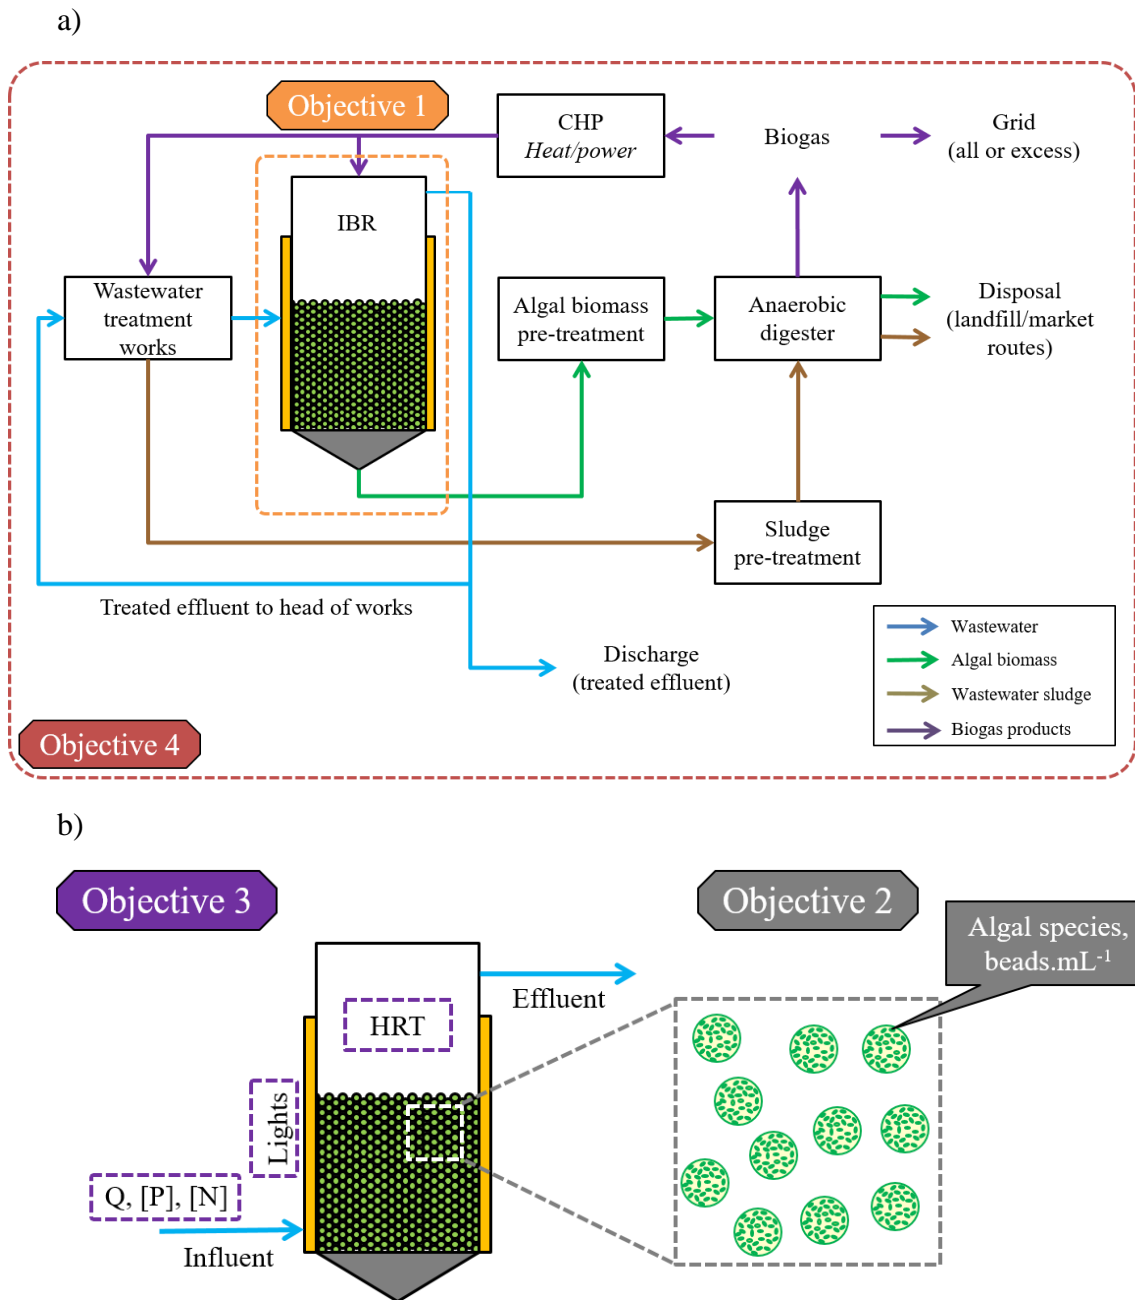 a)
Objective 1
CHP
Heat/power
Biogas
Grid
(all or excess)
IBR
Wastewater
treatment
works
Algal biomass
pre-treatment
Anaerobic
digester
Disposal
(landfill/market
routes)
Sludge
pre-treatment
Treated effluent to head of works
Discharge
(treated effluent)
Wastewater
Algal biomass
Wastewater sludge
Biogas products
Objective 4
b)
Objective 3
Objective 2
Algal species,
beads.mL⁻¹
Effluent
HRT
Lights
Q, [P], [N]
Influent